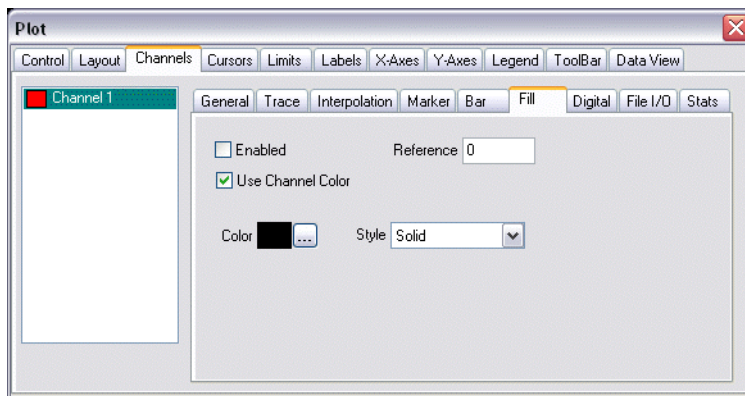 Plot
Control Layout Channels Cursors Limits Labels X-Axes Y-Axes Legend ToolBar Data View
Channel 1
General Trace Interpolation Marker Bar Fill Digital File I/O Stats
Enabled Reference 0
Use Channel Color
Color ... Style Solid